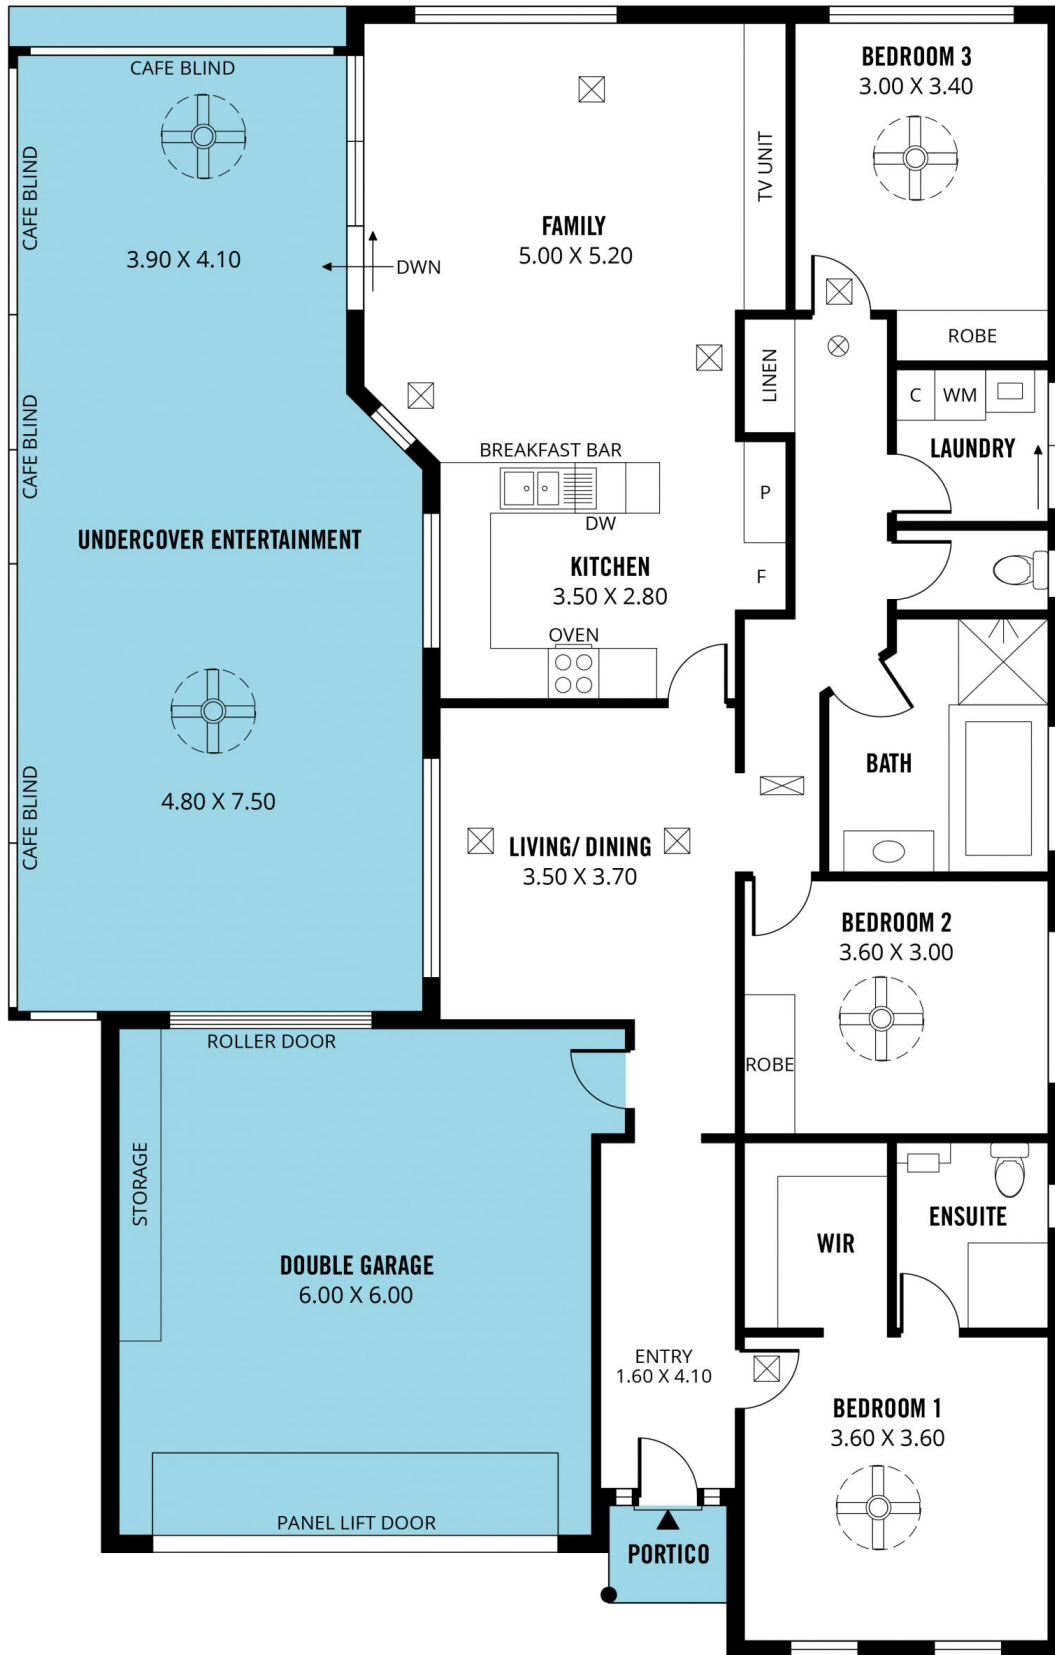 CAFE BLIND
CAFE BLIND
3.90 X 4.10
DWN
FAMILY
5.00 X 5.20
TV UNIT
BEDROOM 3
3.00 X 3.40
ROBE
LINEN
C
WM
LAUNDRY
CAFE BLIND
BREAKFAST BAR
DW
P
F
UNDERCOVER ENTERTAINMENT
KITCHEN
3.50 X 2.80
OVEN
BATH
CAFE BLIND
4.80 X 7.50
LIVING/ DINING
3.50 X 3.70
BEDROOM 2
3.60 X 3.00
ROBE
ROLLER DOOR
STORAGE
DOUBLE GARAGE
6.00 X 6.00
WIR
ENSUITE
ENTRY
1.60 X 4.10
BEDROOM 1
3.60 X 3.60
PANEL LIFT DOOR
PORTICO